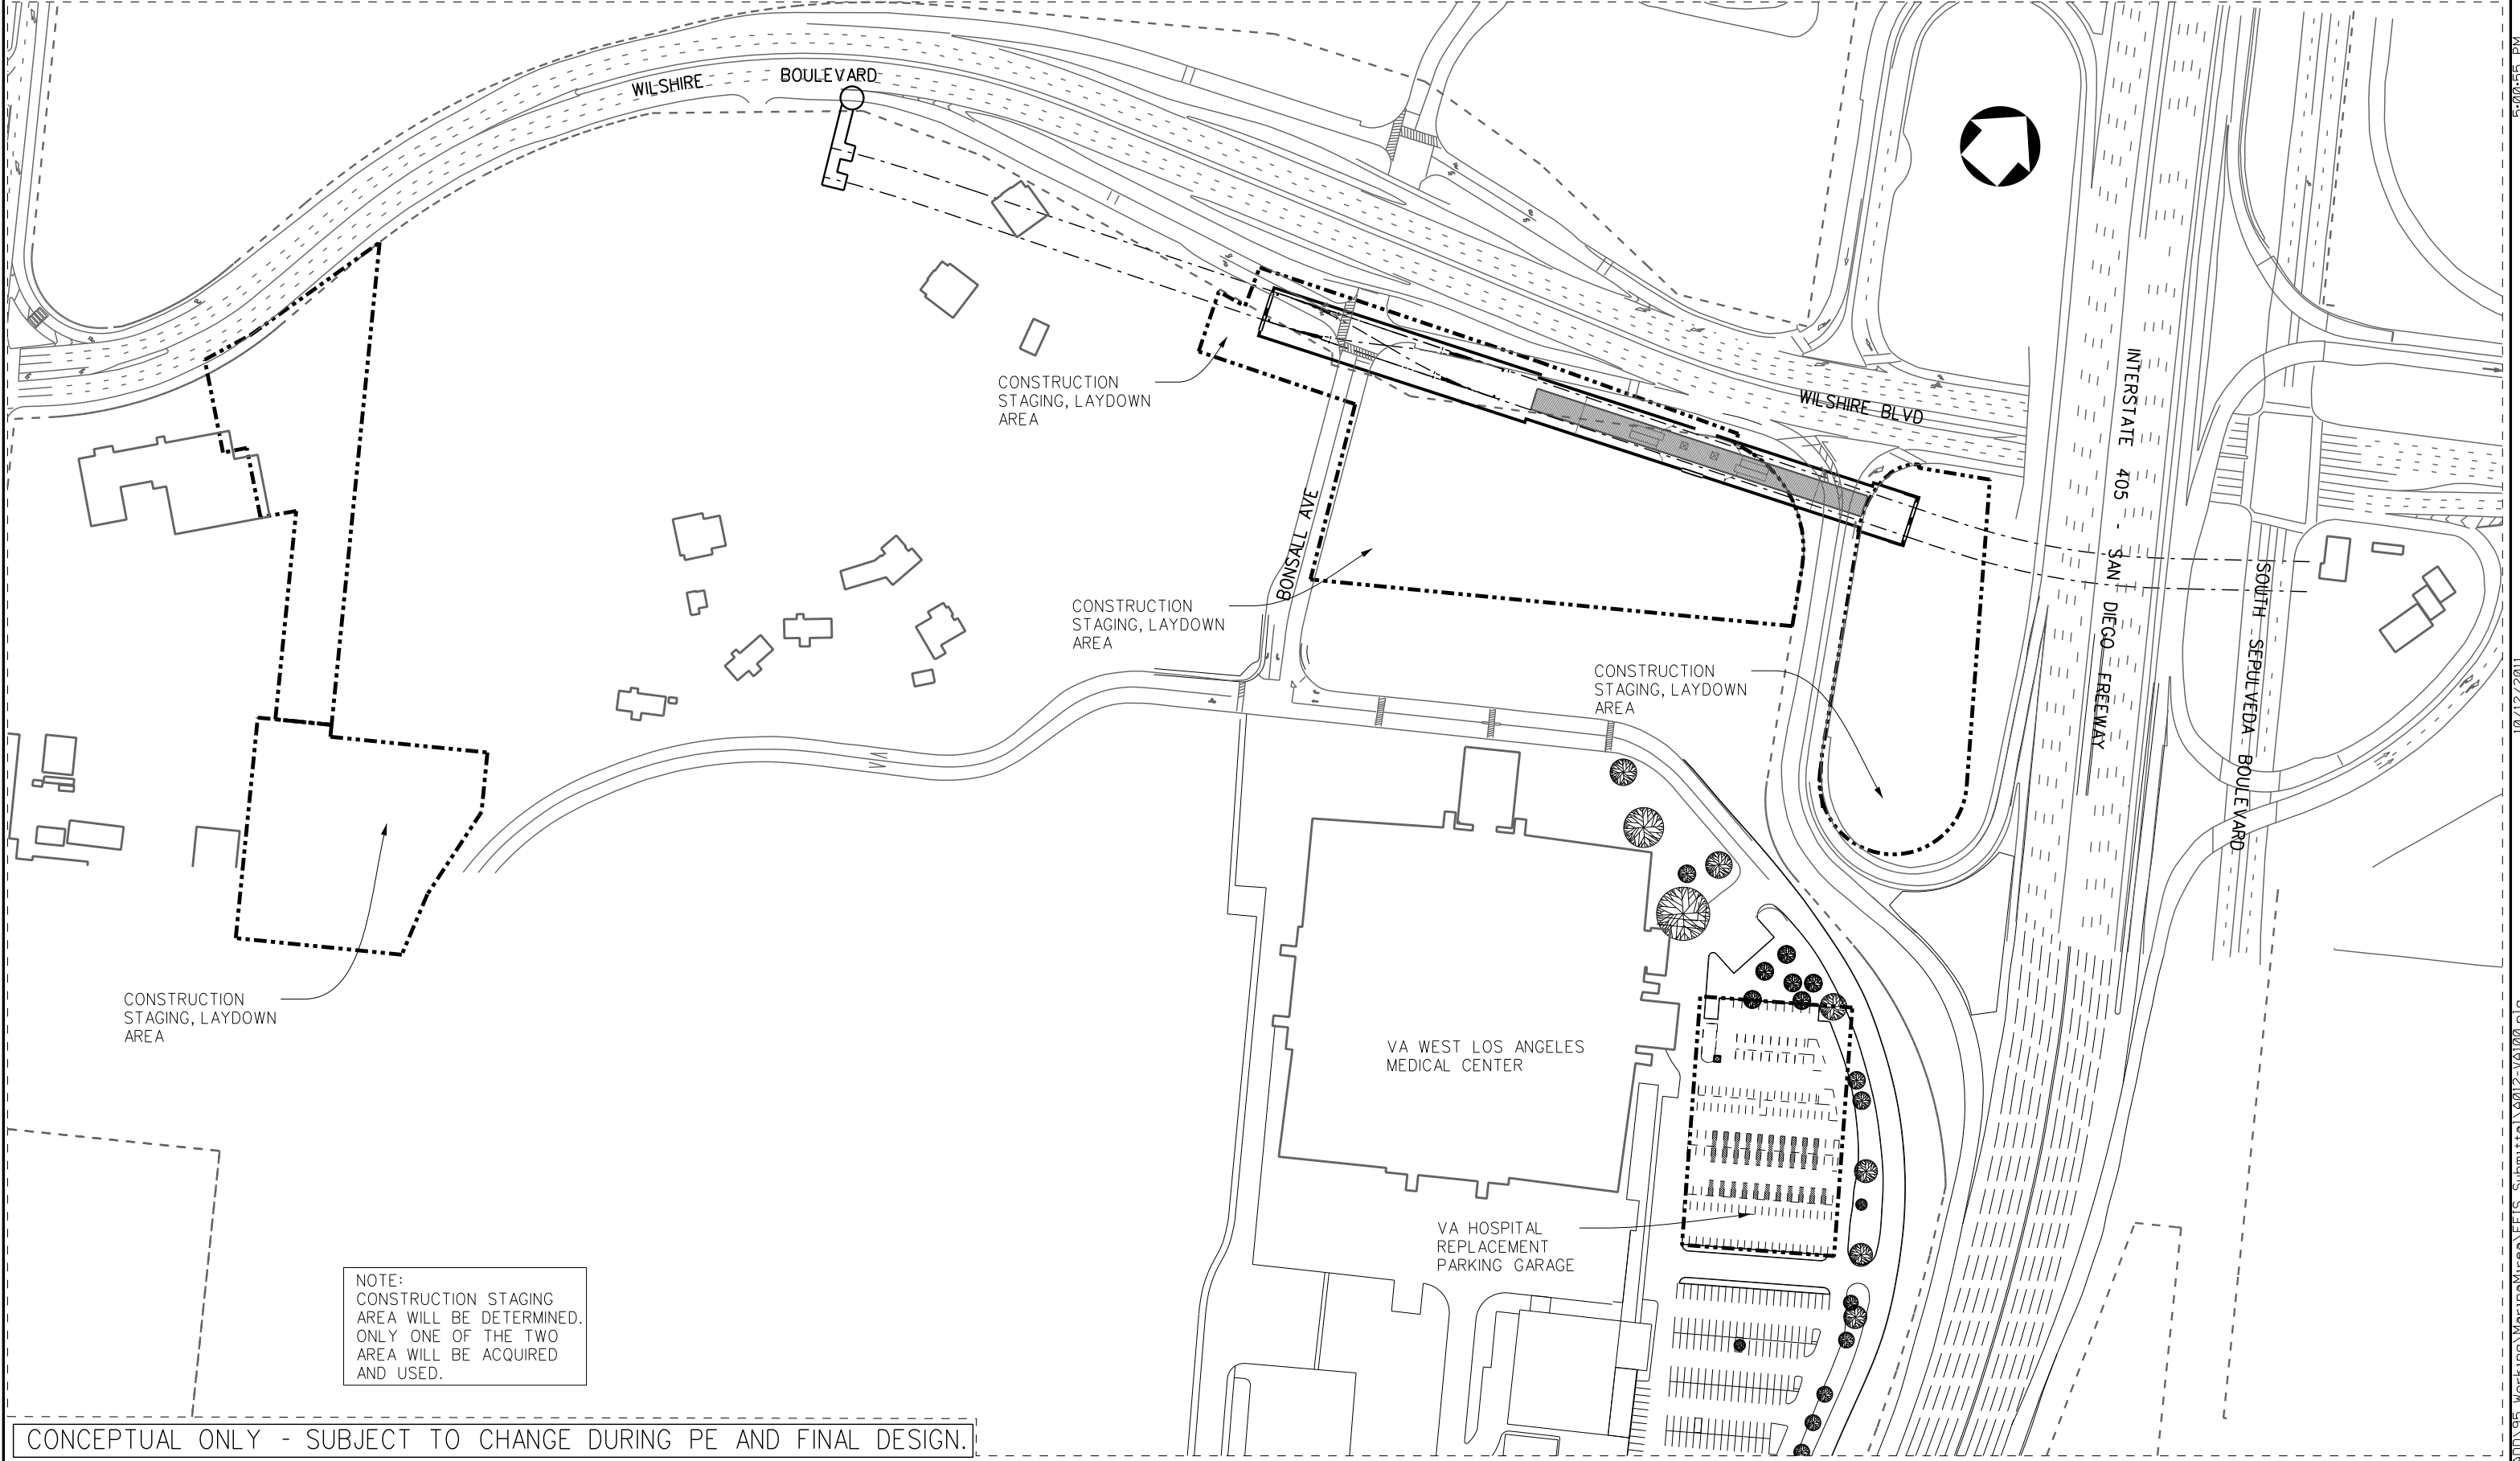 WILSHIRE BOULEVARD
CONSTRUCTION
STAGING, LAYDOWN
AREA
WILSHIRE BLVD
INTERSTATE 405 - SAN DIEGO FREEWAY
BONSALL AVE
CONSTRUCTION
STAGING, LAYDOWN
AREA
SOUTH SEPULVEDA BOULEVARD
CONSTRUCTION
STAGING, LAYDOWN
AREA
VA
CONSTRUCTION
STAGING, LAYDOWN
AREA
VA WEST LOS ANGELES
MEDICAL CENTER
VA HOSPITAL
REPLACEMENT
PARKING GARAGE
NOTE:
CONSTRUCTION STAGING
AREA WILL BE DETERMINED.
ONLY ONE OF THE TWO
AREA WILL BE ACQUIRED
AND USED.
CONCEPTUAL ONLY - SUBJECT TO CHANGE DURING PE AND FINAL DESIGN.